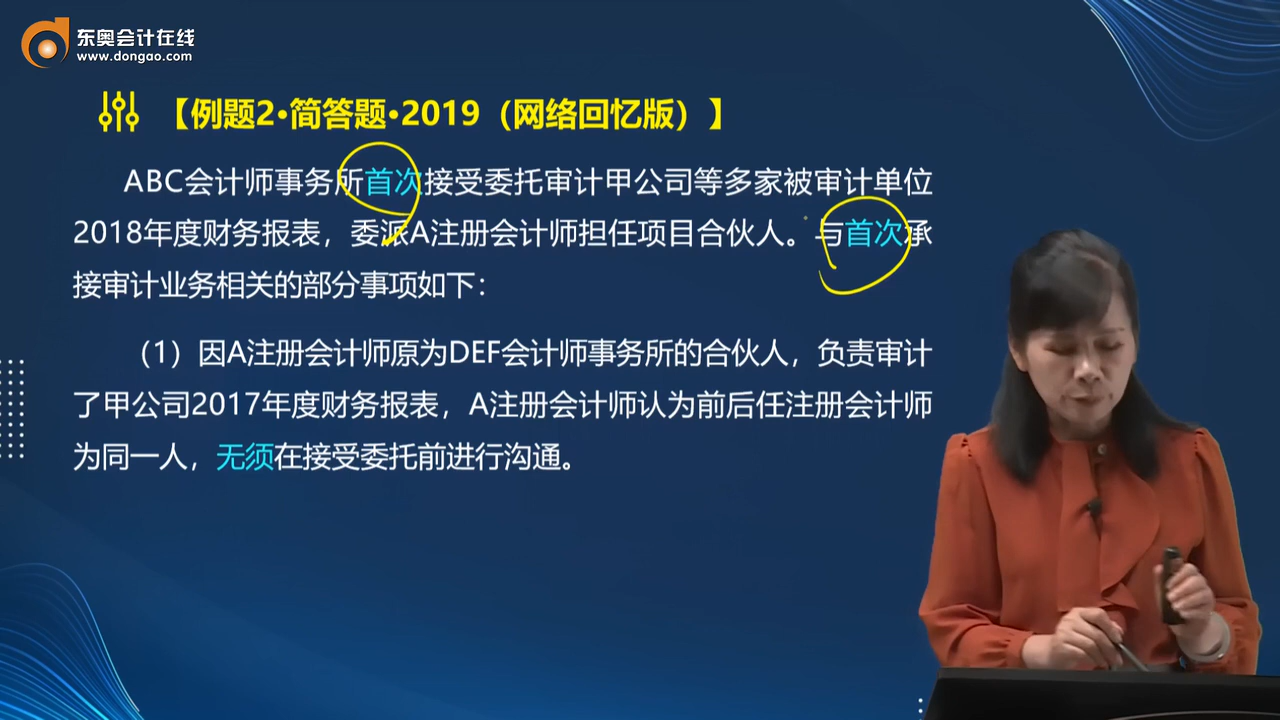 东奥会计在线
www.dongao.com
【例题2•简答题•2019（网络回忆版）】
ABC会计师事务所首次接受委托审计甲公司等多家被审计单位
2018年度财务报表，委派A注册会计师担任项目合伙人。与首次承
接审计业务相关的部分事项如下：
（1）因A注册会计师原为DEF会计师事务所的合伙人，负责审计
了甲公司2017年度财务报表，A注册会计师认为前后任注册会计师
为同一人，无须在接受委托前进行沟通。